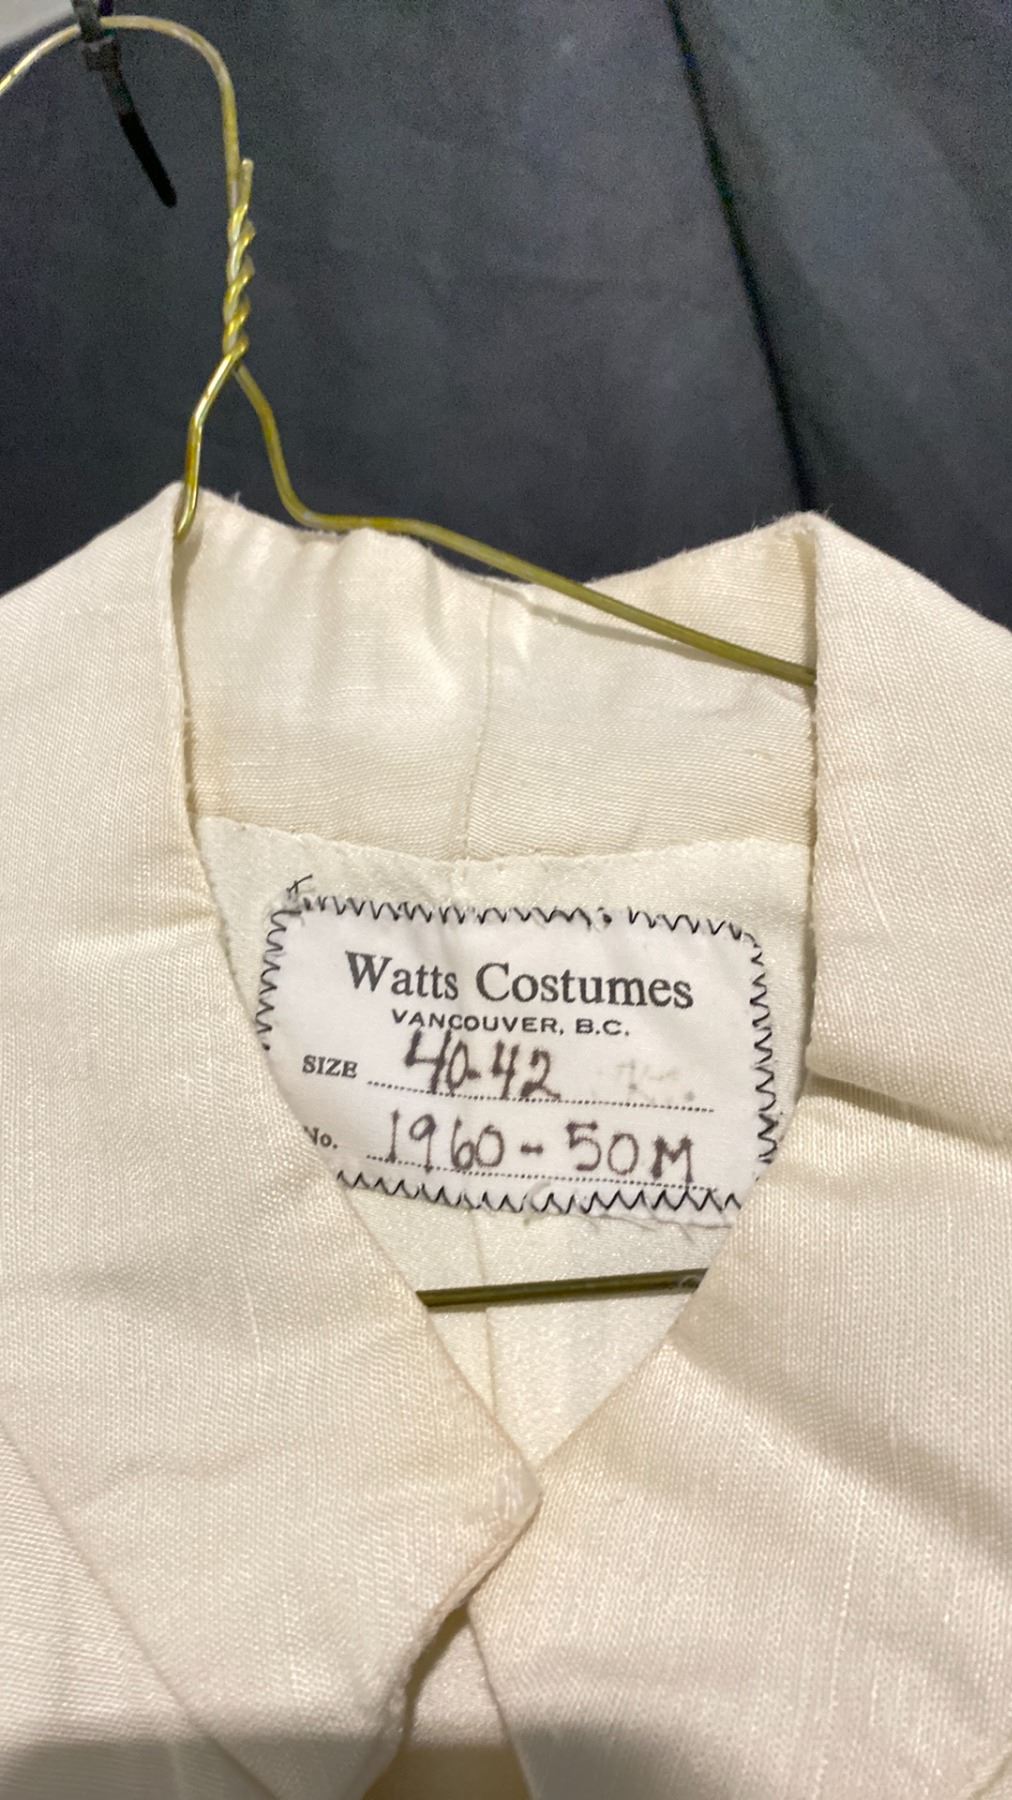 Watts Costumes
VANCOUVER, B.C.
SIZE 40-42
No. 1960-50M